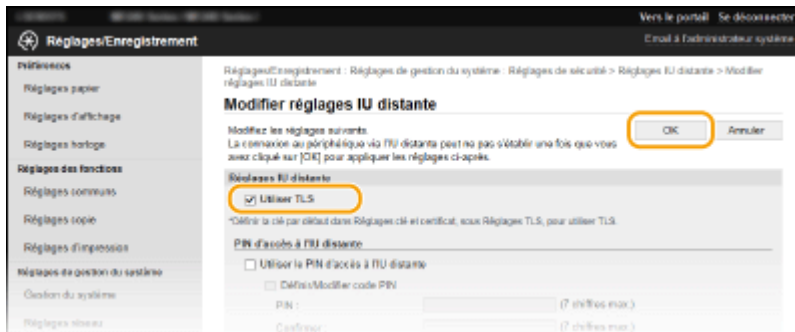 Vers le portail Se déconnecter
Réglages/Enregistrement
Email à l'administrateur système
Préférences
Réglages papier
Réglages d'affichage
Réglages horloge
Réglages des fonctions
Réglages communs
Réglages copie
Réglages d'impression
Réglages de gestion du système
Gestion du système
Réglages réseau
Réglages/Enregistrement : Réglages de gestion du système : Réglages de sécurité > Réglages IU distante > Modifier
réglages IU distante
Modifier réglages IU distante
Modifiez les réglages suivants.
La connexion au périphérique via l'IU distante peut ne pas s'établir une fois que vous
avez cliqué sur [OK] pour appliquer les réglages ci-après.
OK Annuler
Réglages IU distante
Utiliser TLS
*Définir la clé par défaut dans Réglages clé et certificat, sous Réglages TLS, pour utiliser TLS.
PIN d'accès à l'IU distante
Utiliser le PIN d'accès à l'IU distante
Définir/Modifier code PIN
PIN : (7 chiffres max.)
Confirmer : (7 chiffres max.)